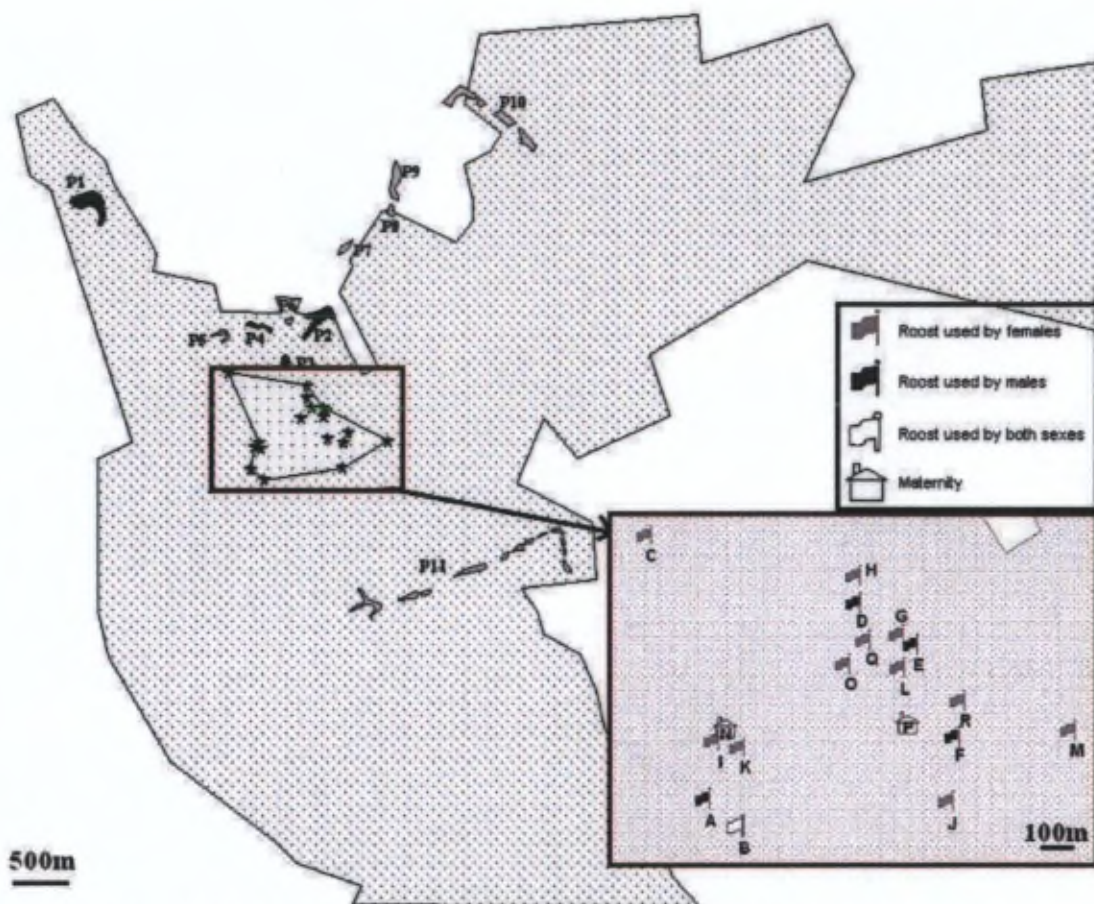 P10
P1
P9
P8
P7
P5
P4
P2
P3
Roost used by females
Roost used by males
Roost used by both sexes
Maternity
P11
C
H
D
G
Q
E
O
L
R
N
P
I
K
F
M
A
B
J
500m
100m